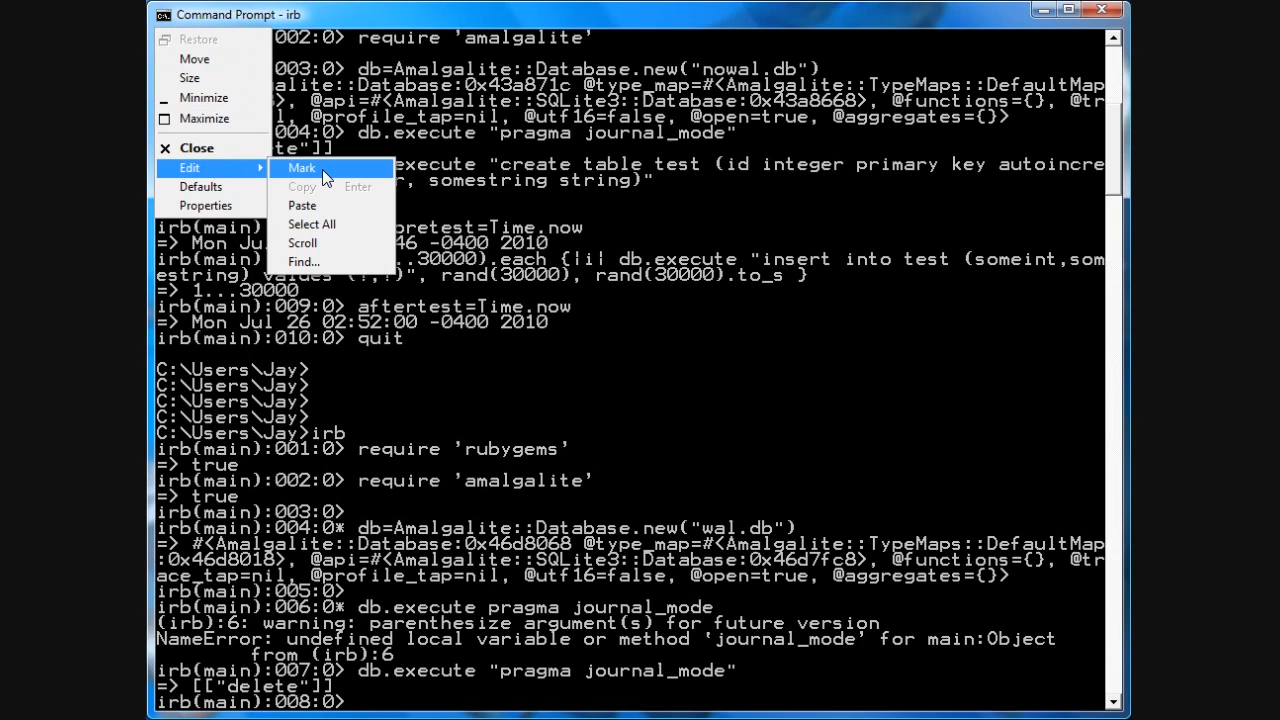 Command Prompt - irb
Restore
Move
Size
Minimize
Maximize
Close
Edit
Defaults
Properties
Mark
Copy Enter
Paste
Select All
Scroll
Find...
002:0> require 'amalgalite'
003:0> db=Amalgalite::Database.new("nowal.db")
algalite::Database:0x43a871c @type_map=#<Amalgalite::TypeMaps::DefaultMap
>, @api=#<Amalgalite::SQLite3::Database:0x43a8668>, @functions={}, @tr
l, @profile_tap=nil, @utf16=false, @open=true, @aggregates={}>
004:0> db.execute "pragma journal_mode"
te"]]
execute "create table test (id integer primary key autoincre
r, somestring string)"
irb(main) pretest=Time.now
=> Mon Ju 46 -0400 2010
irb(main) ..30000).each {|i| db.execute "insert into test (someint,som
estring) values (?,?)", rand(30000), rand(30000).to_s }
=> 1...30000
irb(main):009:0> aftertest=Time.now
=> Mon Jul 26 02:52:00 -0400 2010
irb(main):010:0> quit
C:\Users\Jay>
C:\Users\Jay>
C:\Users\Jay>
C:\Users\Jay>
C:\Users\Jay>irb
irb(main):001:0> require 'rubygems'
=> true
irb(main):002:0> require 'amalgalite'
=> true
irb(main):003:0>
irb(main):004:0* db=Amalgalite::Database.new("wal.db")
=> #<Amalgalite::Database:0x46d8068 @type_map=#<Amalgalite::TypeMaps::DefaultMap
:0x46d8018>, @api=#<Amalgalite::SQLite3::Database:0x46d7fc8>, @functions={}, @tr
ace_tap=nil, @profile_tap=nil, @utf16=false, @open=true, @aggregates={}>
irb(main):005:0>
irb(main):006:0* db.execute pragma journal_mode
(irb):6: warning: parenthesize argument(s) for future version
NameError: undefined local variable or method `journal_mode' for main:Object
from (irb):6
irb(main):007:0> db.execute "pragma journal_mode"
=> [["delete"]]
irb(main):008:0>